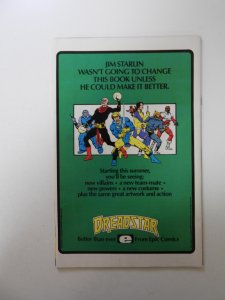 JIM STARLIN
WASN'T GOING TO CHANGE
THIS BOOK UNLESS
HE COULD MAKE IT BETTER.
Starting this summer,
you'll be seeing:
new villains • a new team-mate •
new powers • a new costume •
plus the same great artwork and action
DREADSTAR
Better than ever
From Epic Comics